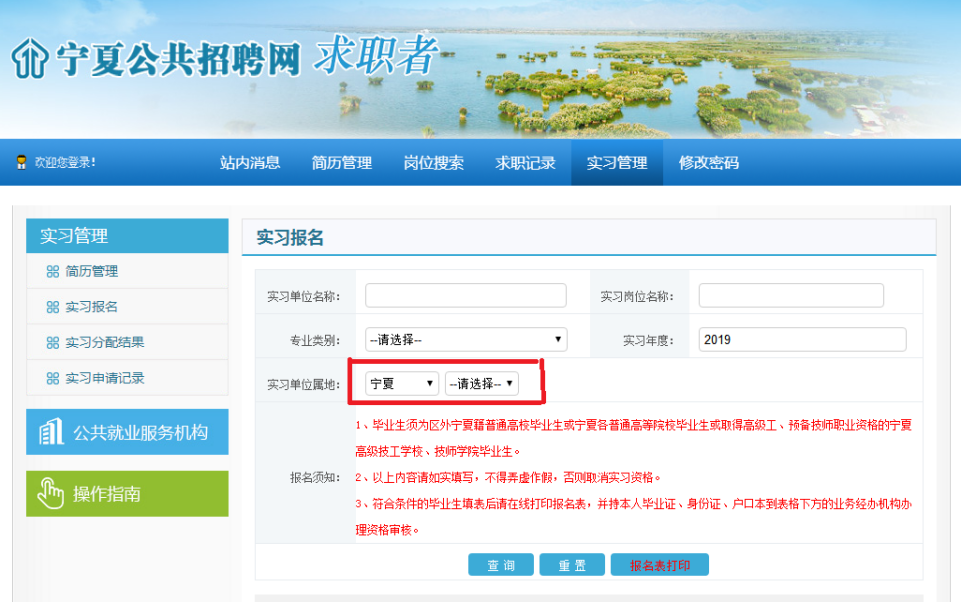 宁夏公共招聘网 求职者
欢迎您登录! 站内消息 简历管理 岗位搜索 求职记录 实习管理 修改密码
实习管理
简历管理
实习报名
实习分配结果
实习申请记录
公共就业服务机构
操作指南
实习报名
实习单位名称: 实习岗位名称:
专业类别: --请选择-- 实习年度: 2019
实习单位属地: 宁夏 --请选择--
报名须知:
1、毕业生须为区外宁夏籍普通高校毕业生或宁夏各普通高等院校毕业生或取得高级工、预备技师职业资格的宁夏
高级技工学校、技师学院毕业生。
2、以上内容请如实填写，不得弄虚作假，否则取消实习资格。
3、符合条件的毕业生填表后请在线打印报名表，并持本人毕业证、身份证、户口本到表格下方的业务经办机构办
理资格审核。
查 询 重 置 报名表打印